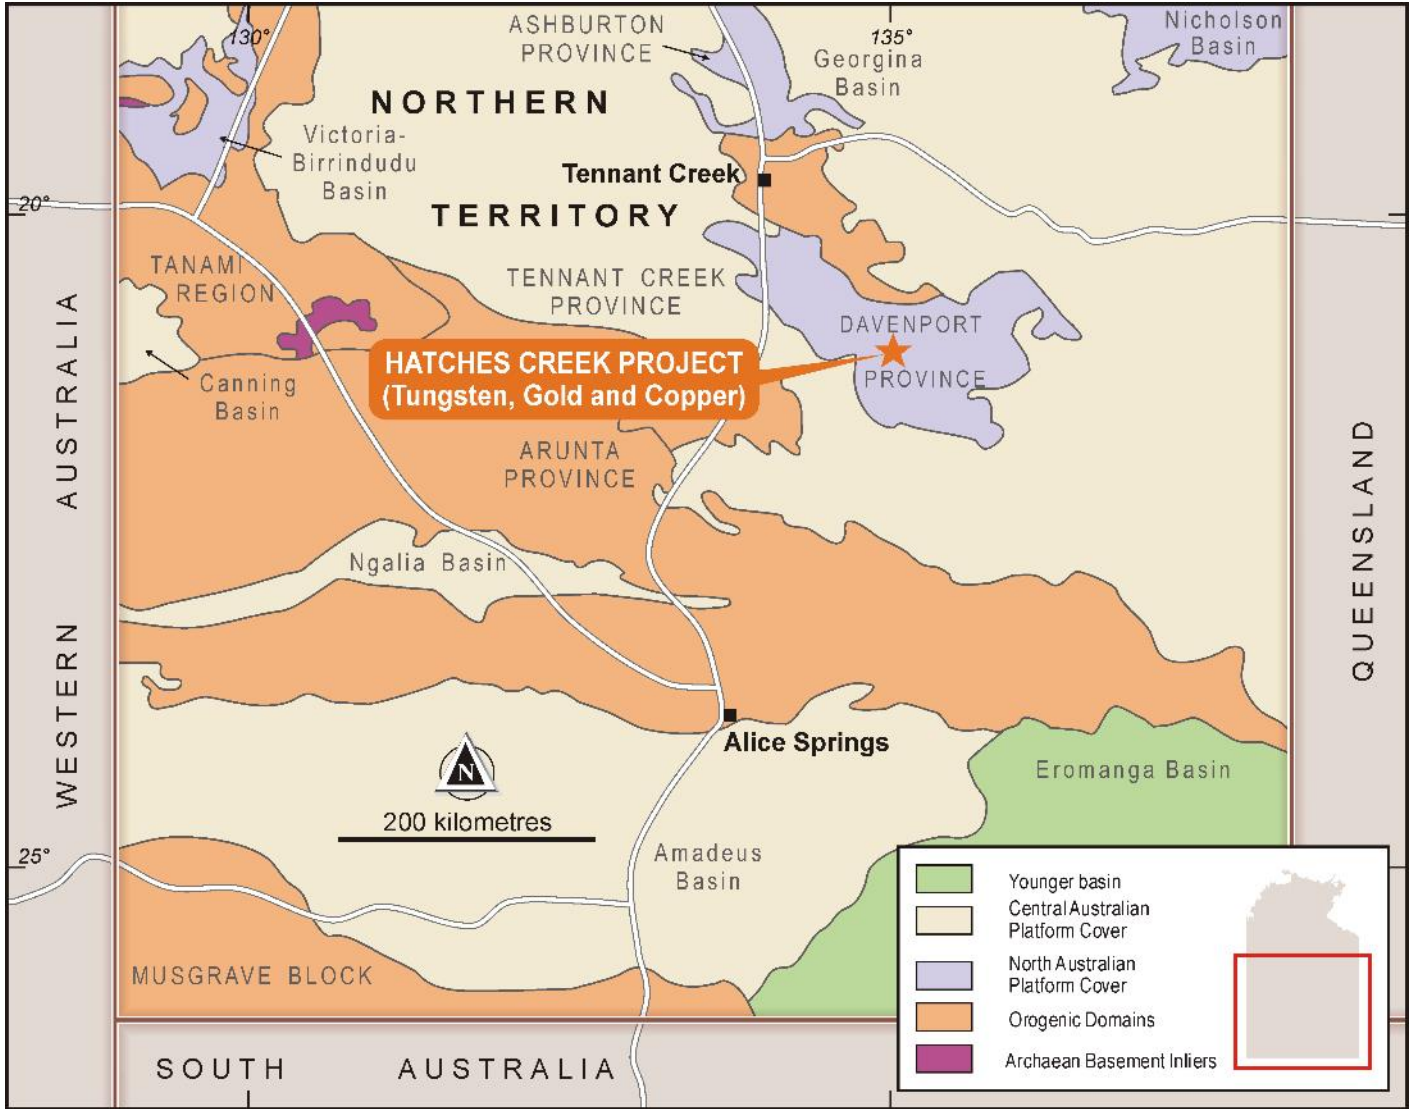 ASHBURTON
PROVINCE
130°
135°
Nicholson
Basin
Georgina
Basin
NORTHERN
Victoria-
Birrindudu
Basin
Tennant Creek
20°
TERRITORY
TANAMI
REGION
TENNANT CREEK
PROVINCE
DAVENPORT
PROVINCE
HATCHES CREEK PROJECT
(Tungsten, Gold and Copper)
Canning
Basin
ARUNTA
PROVINCE
WESTERN AUSTRALIA
QUEENSLAND
Ngalia Basin
Alice Springs
Eromanga Basin
N
200 kilometres
25°
Amadeus
Basin
MUSGRAVE BLOCK
SOUTH AUSTRALIA
Younger basin
Central Australian
Platform Cover
North Australian
Platform Cover
Orogenic Domains
Archaean Basement Inliers